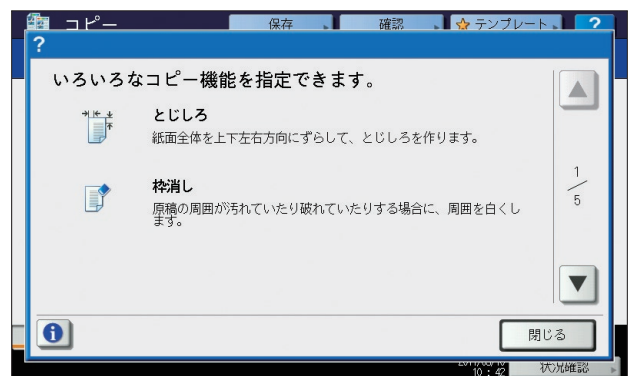 コピー
保存
確認
テンプレート
?
?
いろいろなコピー機能を指定できます。
とじしろ
紙面全体を上下左右方向にずらして、とじしろを作ります。
枠消し
原稿の周囲が汚れていたり破れていたりする場合に、周囲を白くし
ます。
1
5
閉じる
10:42
状況確認